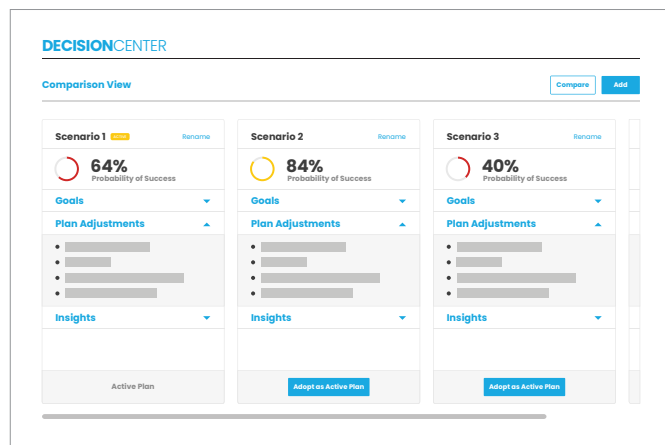 DECISIONCENTER
Comparison View
Compare
Add
Scenario 1
ACTIVE
Rename
64%
Probability of Success
Goals
Plan Adjustments
Insights
Active Plan
Scenario 2
Rename
84%
Probability of Success
Goals
Plan Adjustments
Insights
Adopt as Active Plan
Scenario 3
Rename
40%
Probability of Success
Goals
Plan Adjustments
Insights
Adopt as Active Plan